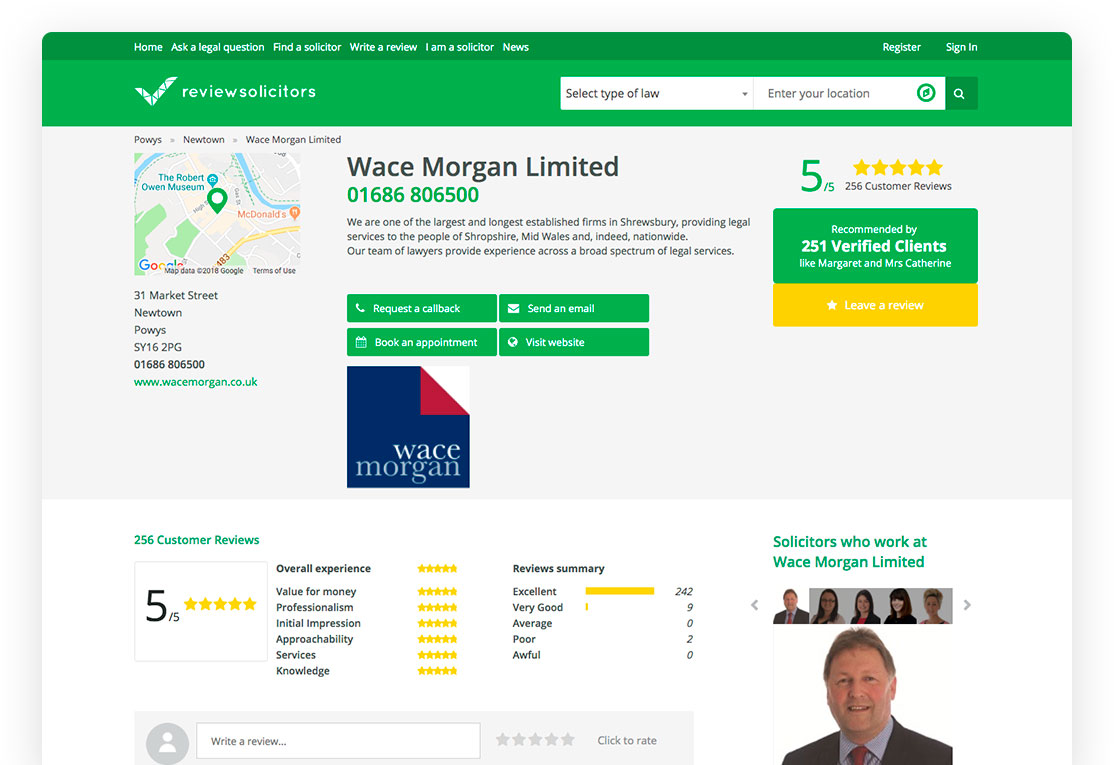 Home Ask a legal question Find a solicitor Write a review I am a solicitor News Register Sign In
reviewsolicitors
Select type of law Enter your location
Powys » Newtown » Wace Morgan Limited
The Robert
Owen Museum
High
McDonald's
483
Google Map data ©2018 Google Terms of Use
31 Market Street
Newtown
Powys
SY16 2PG
01686 806500
www.wacemorgan.co.uk
Wace Morgan Limited
01686 806500
We are one of the largest and longest established firms in Shrewsbury, providing legal
services to the people of Shropshire, Mid Wales and, indeed, nationwide.
Our team of lawyers provide experience across a broad spectrum of legal services.
Request a callback Send an email
Book an appointment Visit website
wace
morgan
5/5 256 Customer Reviews
Recommended by
251 Verified Clients
like Margaret and Mrs Catherine
Leave a review
256 Customer Reviews
5/5
Overall experience
Value for money
Professionalism
Initial Impression
Approachability
Services
Knowledge
Reviews summary
Excellent 242
Very Good 9
Average 0
Poor 2
Awful 0
Solicitors who work at
Wace Morgan Limited
Write a review... Click to rate